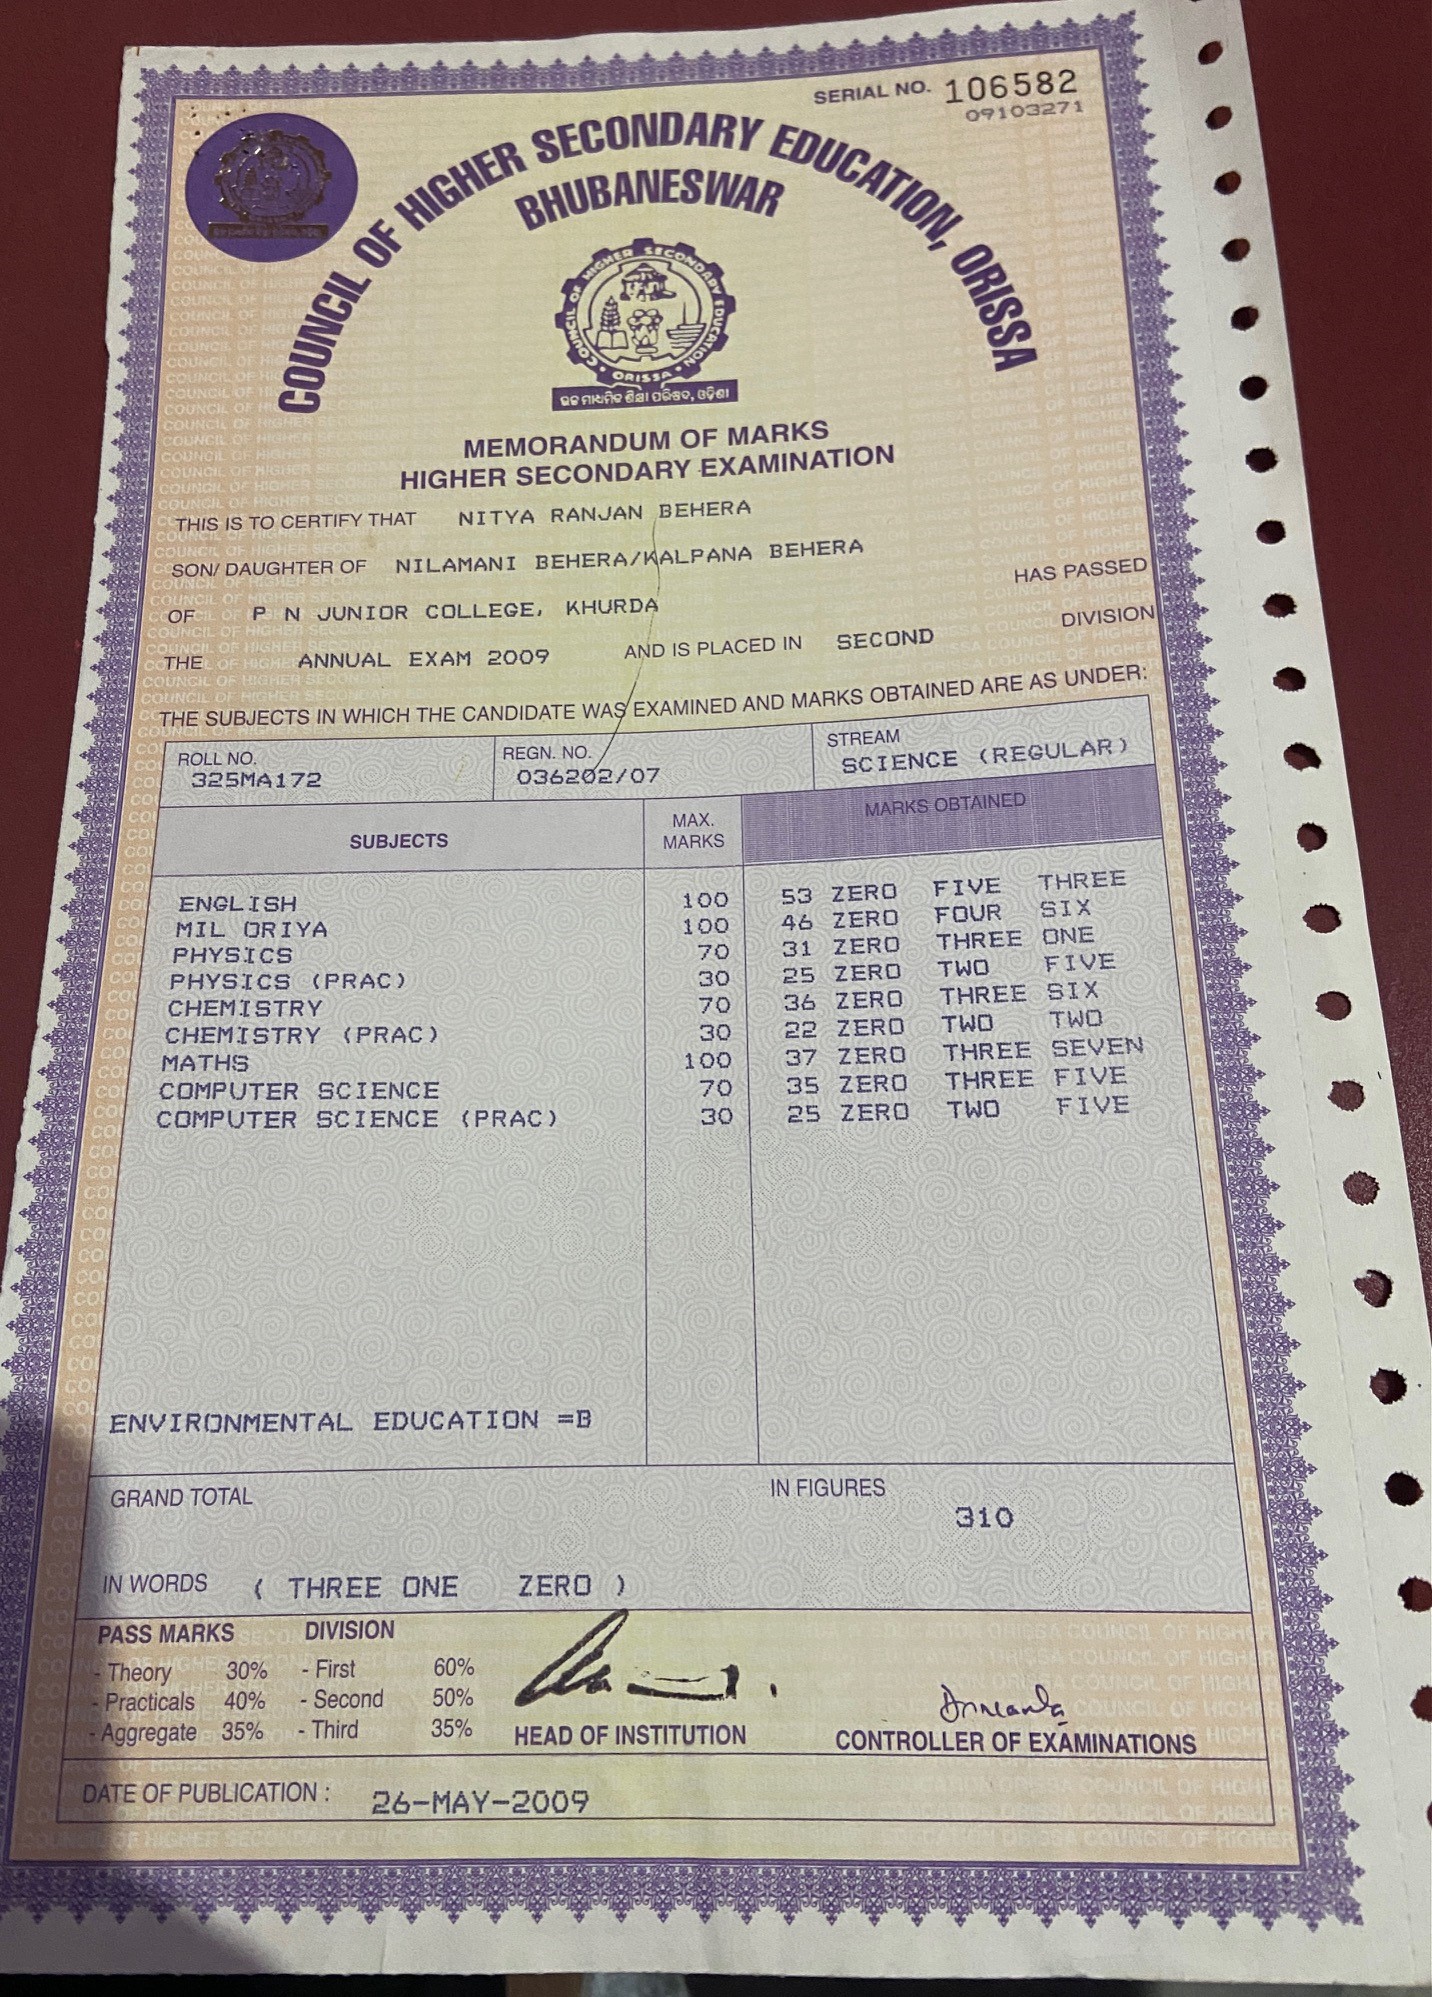 SERIAL NO. 106582
09103271
COUNCIL OF HIGHER SECONDARY EDUCATION, ORISSA
BHUBANESWAR
COUNCIL OF HIGHER SECONDARY EDUCATION
• ORISSA •
ଉଚ୍ଚ ମାଧ୍ୟମିକ ଶିକ୍ଷା ପରିଷଦ, ଓଡ଼ିଶା
MEMORANDUM OF MARKS
HIGHER SECONDARY EXAMINATION
THIS IS TO CERTIFY THAT NITYA RANJAN BEHERA
SON/ DAUGHTER OF NILAMANI BEHERA/KALPANA BEHERA
OF P N JUNIOR COLLEGE, KHURDA HAS PASSED
THE ANNUAL EXAM 2009 AND IS PLACED IN SECOND DIVISION
THE SUBJECTS IN WHICH THE CANDIDATE WAS EXAMINED AND MARKS OBTAINED ARE AS UNDER:
ROLL NO. REGN. NO. STREAM
325MA172 036202/07 SCIENCE (REGULAR)
SUBJECTS MAX. MARKS MARKS OBTAINED
ENGLISH 100 53 ZERO FIVE THREE
MIL ORIYA 100 46 ZERO FOUR SIX
PHYSICS 70 31 ZERO THREE ONE
PHYSICS (PRAC) 30 25 ZERO TWO FIVE
CHEMISTRY 70 36 ZERO THREE SIX
CHEMISTRY (PRAC) 30 22 ZERO TWO TWO
MATHS 100 37 ZERO THREE SEVEN
COMPUTER SCIENCE 70 35 ZERO THREE FIVE
COMPUTER SCIENCE (PRAC) 30 25 ZERO TWO FIVE
ENVIRONMENTAL EDUCATION =B
GRAND TOTAL IN FIGURES
310
IN WORDS ( THREE ONE ZERO )
PASS MARKS DIVISION
- Theory 30% - First 60%
- Practicals 40% - Second 50%
- Aggregate 35% - Third 35%
HEAD OF INSTITUTION CONTROLLER OF EXAMINATIONS
DATE OF PUBLICATION : 26-MAY-2009